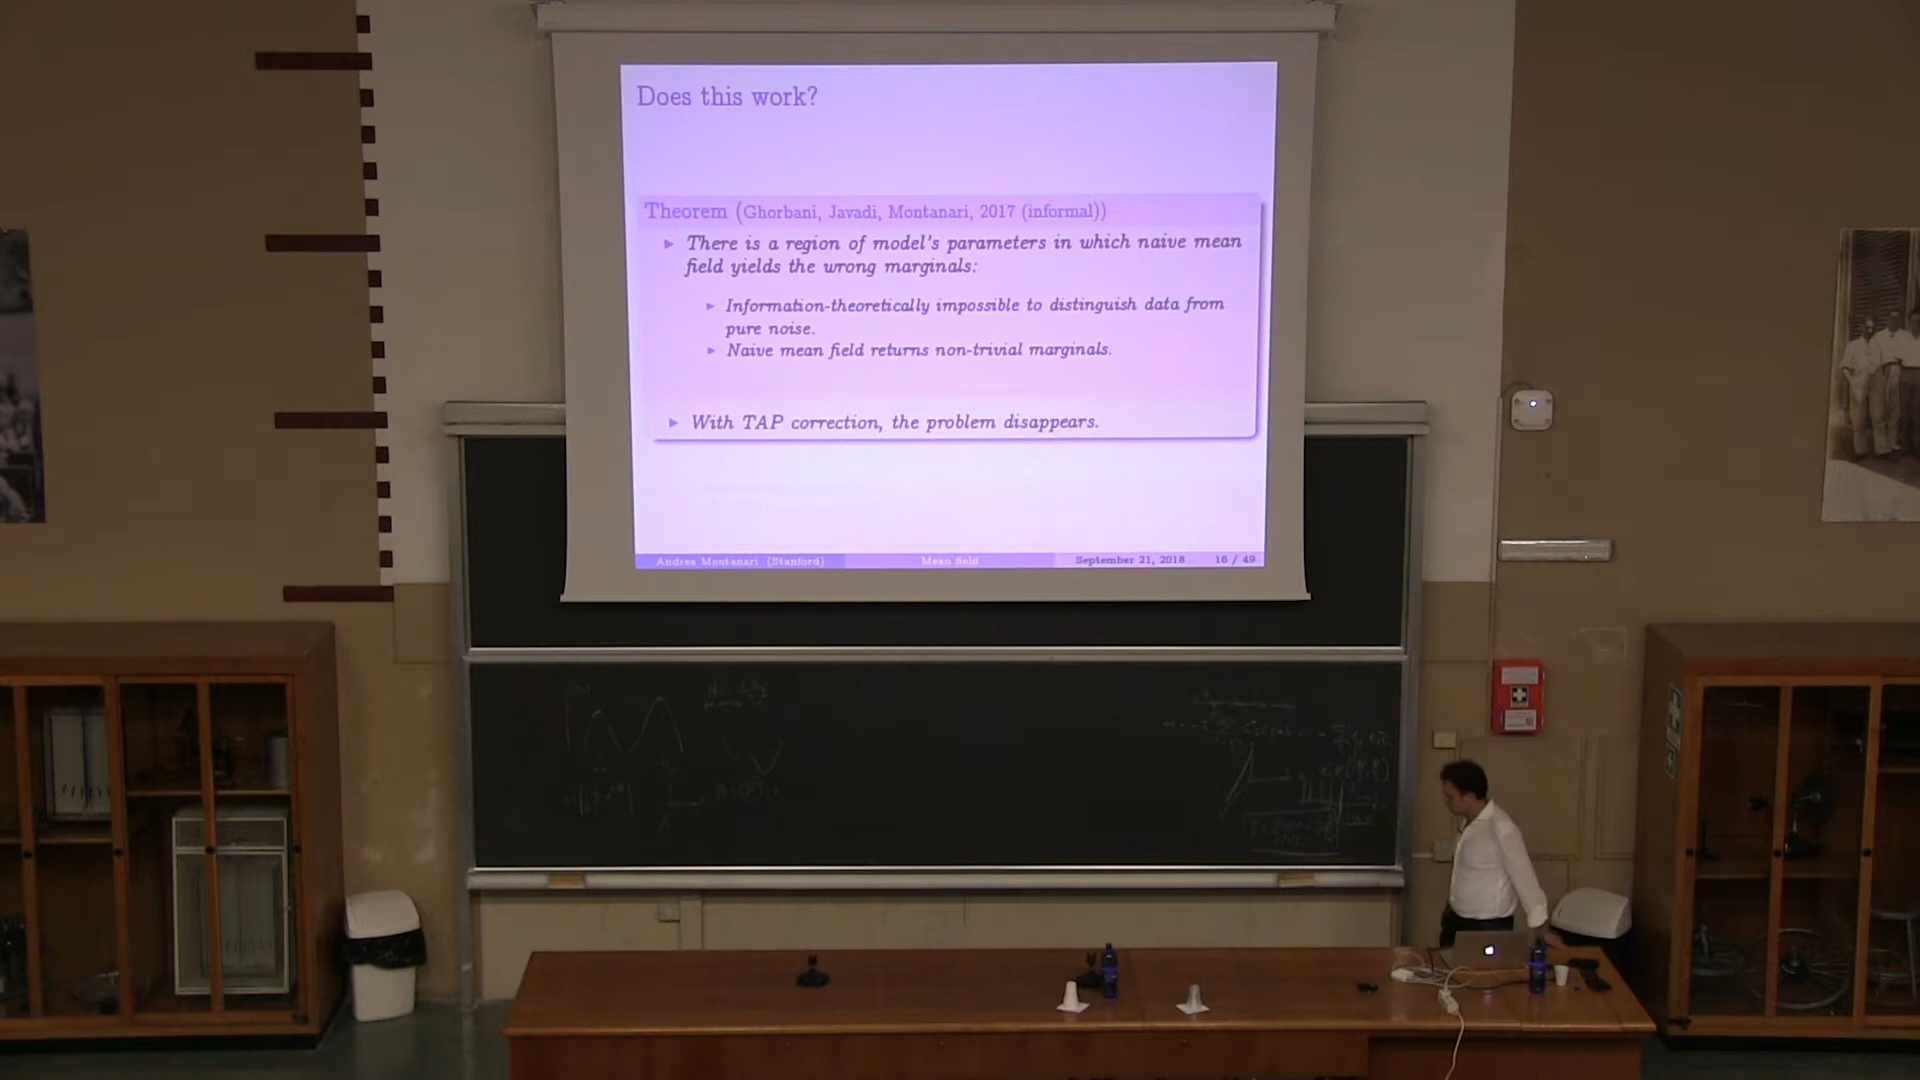 Does this work?
Theorem (Ghorbani, Javadi, Montanari, 2017 (informal))
▶ There is a region of model's parameters in which naive mean
field yields the wrong marginals:
▶ Information-theoretically impossible to distinguish data from
pure noise.
▶ Naive mean field returns non-trivial marginals.
▶ With TAP correction, the problem disappears.
Andrea Montanari (Stanford) Mean field September 21, 2018 16 / 49